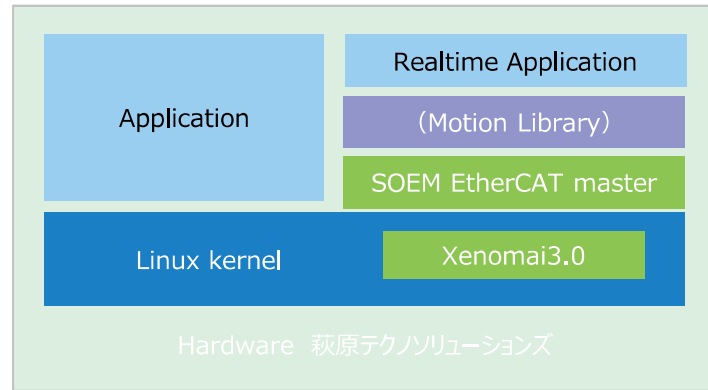 Application
Realtime Application
（Motion Library）
SOEM EtherCAT master
Linux kernel
Xenomai3.0
Hardware 萩原テクノソリューションズ